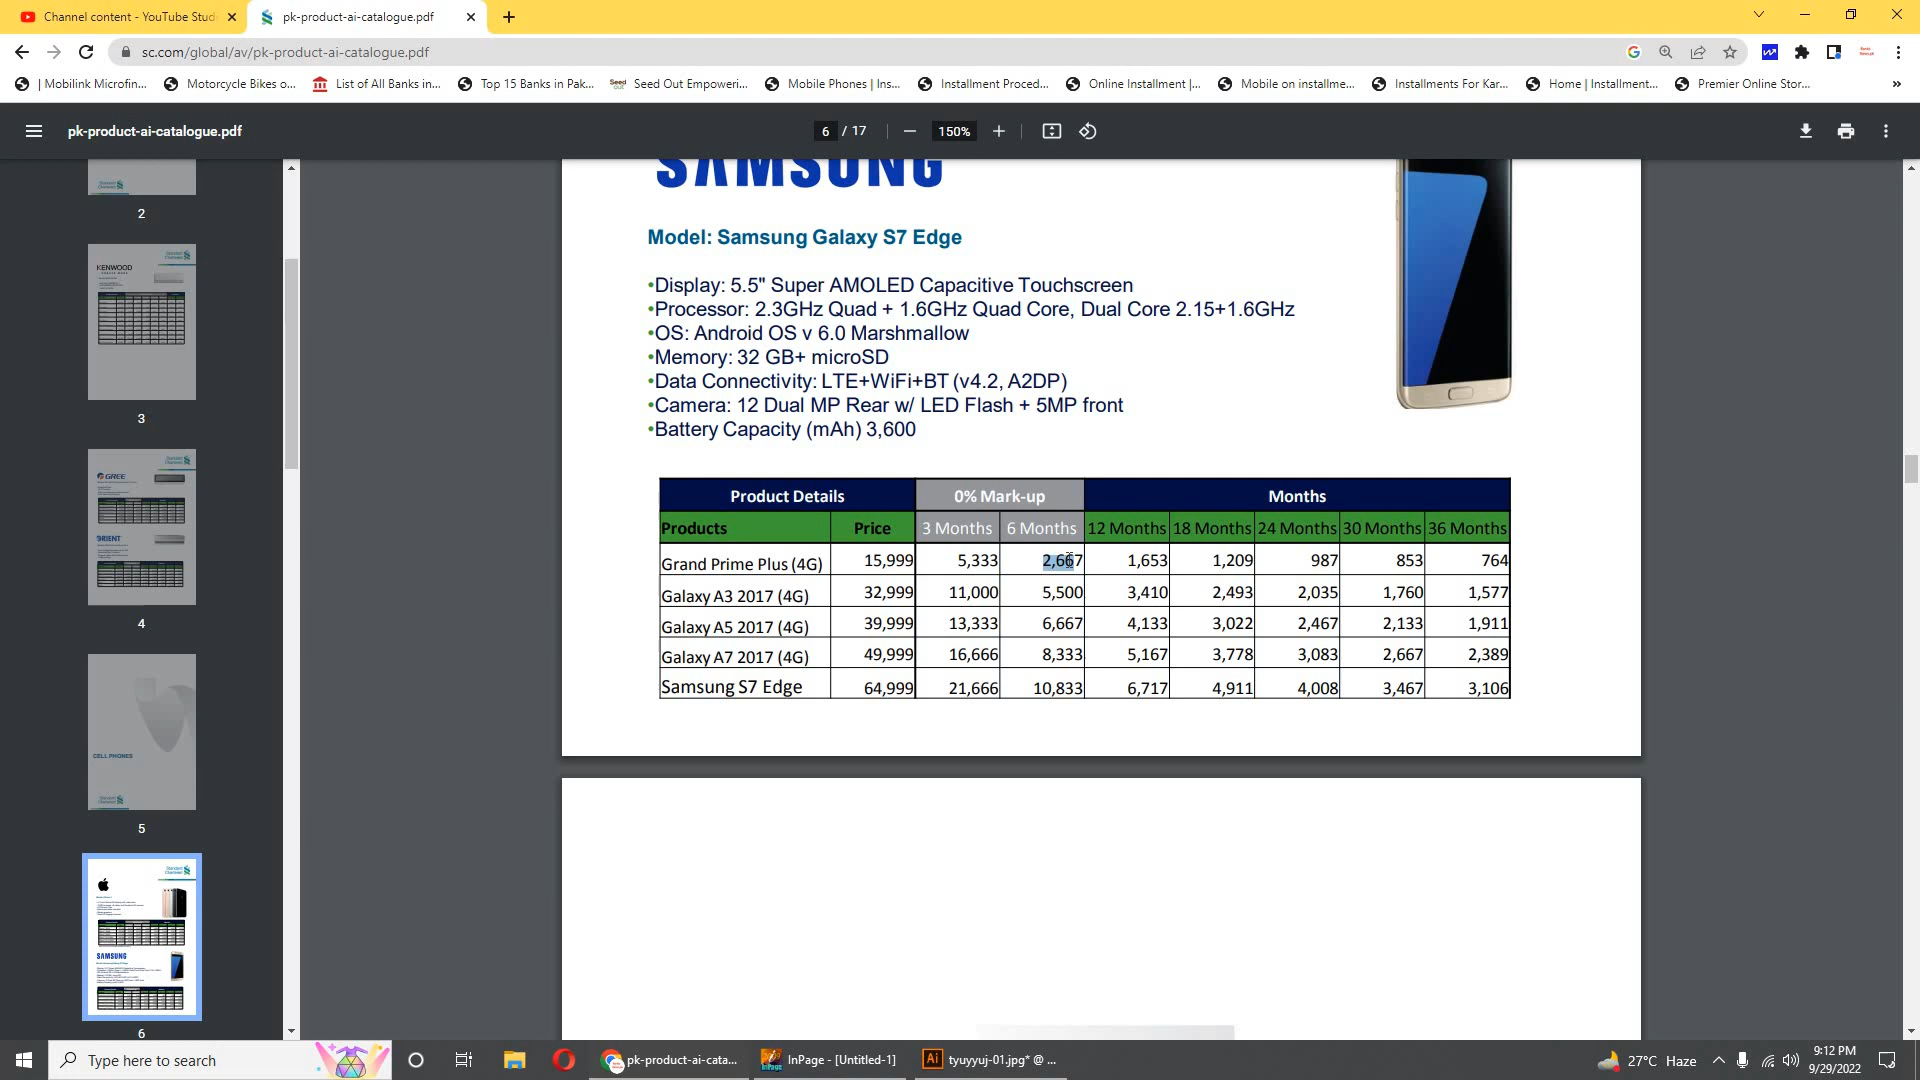 Channel content - YouTube Stud
pk-product-ai-catalogue.pdf
sc.com/global/av/pk-product-ai-catalogue.pdf
| Mobilink Microfin... Motorcycle Bikes o... List of All Banks in... Top 15 Banks in Pak... Seed Out Empoweri... Mobile Phones | Ins... Installment Proced... Online Installment |... Mobile on installme... Installments For Kar... Home | Installment... Premier Online Stor... »
pk-product-ai-catalogue.pdf 6 / 17 150%
2
KENWOOD
3
GREE
ORIENT
4
CELL PHONES
5
SAMSUNG
6
SAMSUNG
Model: Samsung Galaxy S7 Edge
•Display: 5.5" Super AMOLED Capacitive Touchscreen
•Processor: 2.3GHz Quad + 1.6GHz Quad Core, Dual Core 2.15+1.6GHz
•OS: Android OS v 6.0 Marshmallow
•Memory: 32 GB+ microSD
•Data Connectivity: LTE+WiFi+BT (v4.2, A2DP)
•Camera: 12 Dual MP Rear w/ LED Flash + 5MP front
•Battery Capacity (mAh) 3,600
Product Details 0% Mark-up Months
Products Price 3 Months 6 Months 12 Months 18 Months 24 Months 30 Months 36 Months
Grand Prime Plus (4G) 15,999 5,333 2,667 1,653 1,209 987 853 764
Galaxy A3 2017 (4G) 32,999 11,000 5,500 3,410 2,493 2,035 1,760 1,577
Galaxy A5 2017 (4G) 39,999 13,333 6,667 4,133 3,022 2,467 2,133 1,911
Galaxy A7 2017 (4G) 49,999 16,666 8,333 5,167 3,778 3,083 2,667 2,389
Samsung S7 Edge 64,999 21,666 10,833 6,717 4,911 4,008 3,467 3,106
Type here to search
pk-product-ai-cata...
InPage - [Untitled-1]
Ai tyuyyuj-01.jpg* @ ...
27°C Haze
9:12 PM
9/29/2022